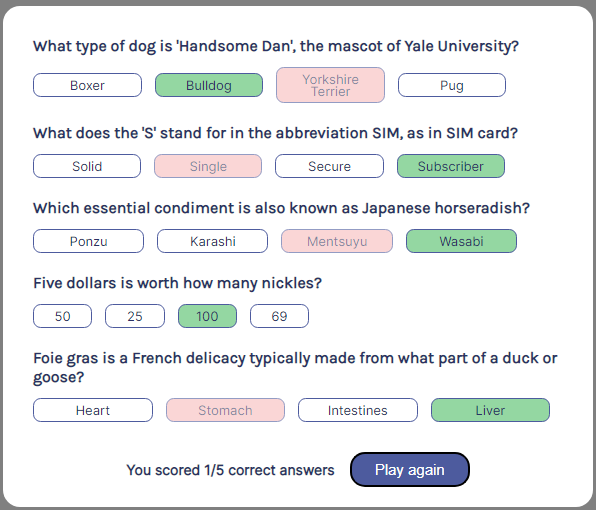 What type of dog is 'Handsome Dan', the mascot of Yale University?
Boxer Bulldog Yorkshire Terrier Pug
What does the 'S' stand for in the abbreviation SIM, as in SIM card?
Solid Single Secure Subscriber
Which essential condiment is also known as Japanese horseradish?
Ponzu Karashi Mentsuyu Wasabi
Five dollars is worth how many nickles?
50 25 100 69
Foie gras is a French delicacy typically made from what part of a duck or
goose?
Heart Stomach Intestines Liver
You scored 1/5 correct answers Play again